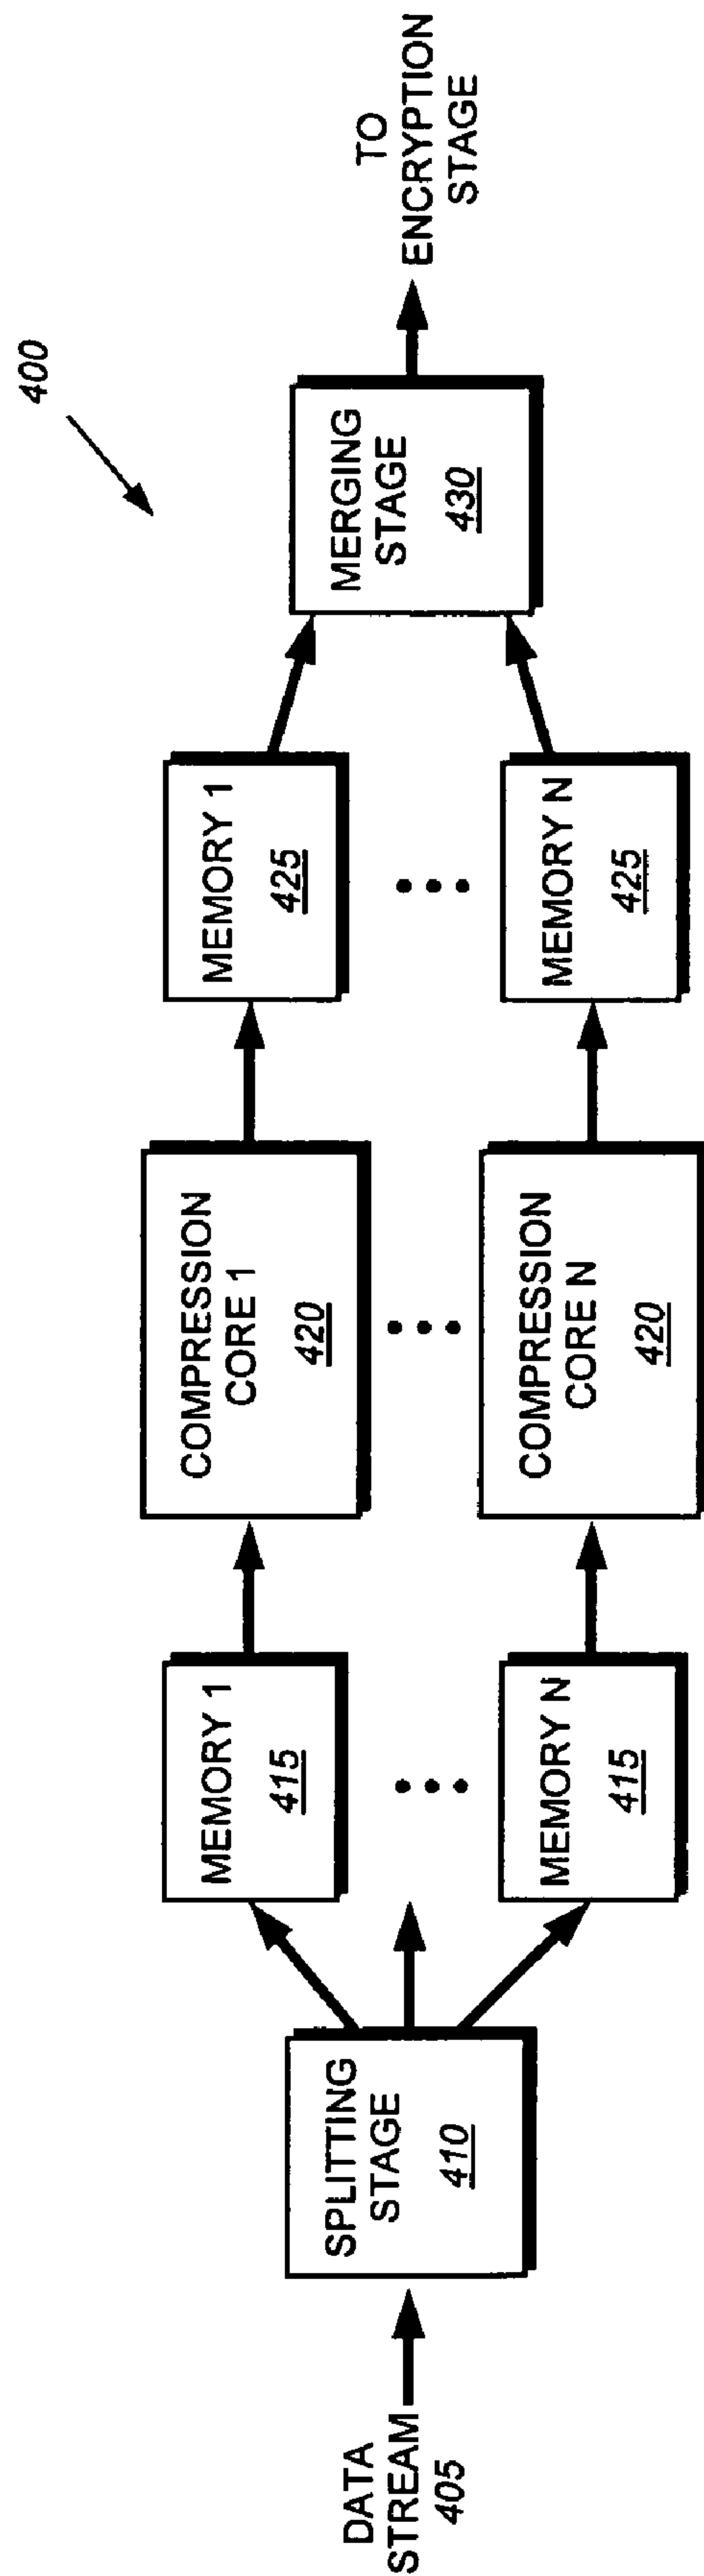 400
DATA
STREAM
405
SPLITTING
STAGE
410
MEMORY 1
415
MEMORY N
415
COMPRESSION
CORE 1
420
COMPRESSION
CORE N
420
MEMORY 1
425
MEMORY N
425
MERGING
STAGE
430
TO
ENCRYPTION
STAGE